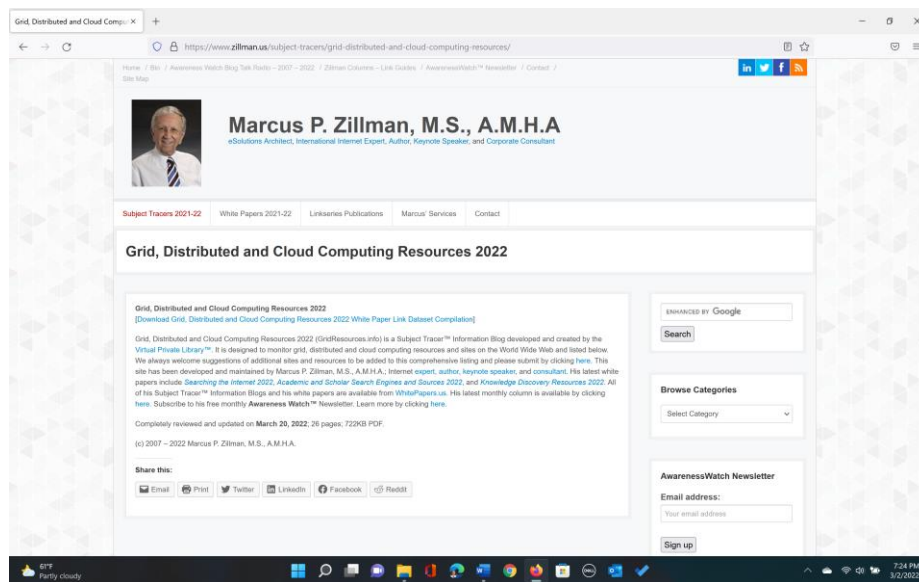 Grid, Distributed and Cloud Comput
https://www.zillman.us/subject-tracers/grid-distributed-and-cloud-computing-resources/
Home / Bio / Awareness Watch Blog Talk Radio – 2007 – 2022 / Zillman Columns – Link Guides / AwarenessWatch™ Newsletter / Contact /
Site Map
Marcus P. Zillman, M.S., A.M.H.A
eSolutions Architect, International Internet Expert, Author, Keynote Speaker, and Corporate Consultant
Subject Tracers 2021-22 White Papers 2021-22 Linkseries Publications Marcus' Services Contact
Grid, Distributed and Cloud Computing Resources 2022
Grid, Distributed and Cloud Computing Resources 2022
[Download Grid, Distributed and Cloud Computing Resources 2022 White Paper Link Dataset Compilation]
Grid, Distributed and Cloud Computing Resources 2022 (GridResources.info) is a Subject Tracer™ Information Blog developed and created by the
Virtual Private Library™. It is designed to monitor grid, distributed and cloud computing resources and sites on the World Wide Web and listed below.
We always welcome suggestions of additional sites and resources to be added to this comprehensive listing and please submit by clicking here. This
site has been developed and maintained by Marcus P. Zillman, M.S., A.M.H.A.; Internet expert, author, keynote speaker, and consultant. His latest white
papers include Searching the Internet 2022, Academic and Scholar Search Engines and Sources 2022, and Knowledge Discovery Resources 2022. All
of his Subject Tracer™ Information Blogs and his white papers are available from WhitePapers.us. His latest monthly column is available by clicking
here. Subscribe to his free monthly Awareness Watch™ Newsletter. Learn more by clicking here.
Completely reviewed and updated on March 20, 2022; 26 pages; 722KB PDF.
(c) 2007 – 2022 Marcus P. Zillman, M.S., A.M.H.A.
Share this:
Email Print Twitter LinkedIn Facebook Reddit
ENHANCED BY Google
Search
Browse Categories
Select Category
AwarenessWatch Newsletter
Email address:
Your email address
Sign up
61°F
Partly cloudy
7:24 PM
3/2/2022